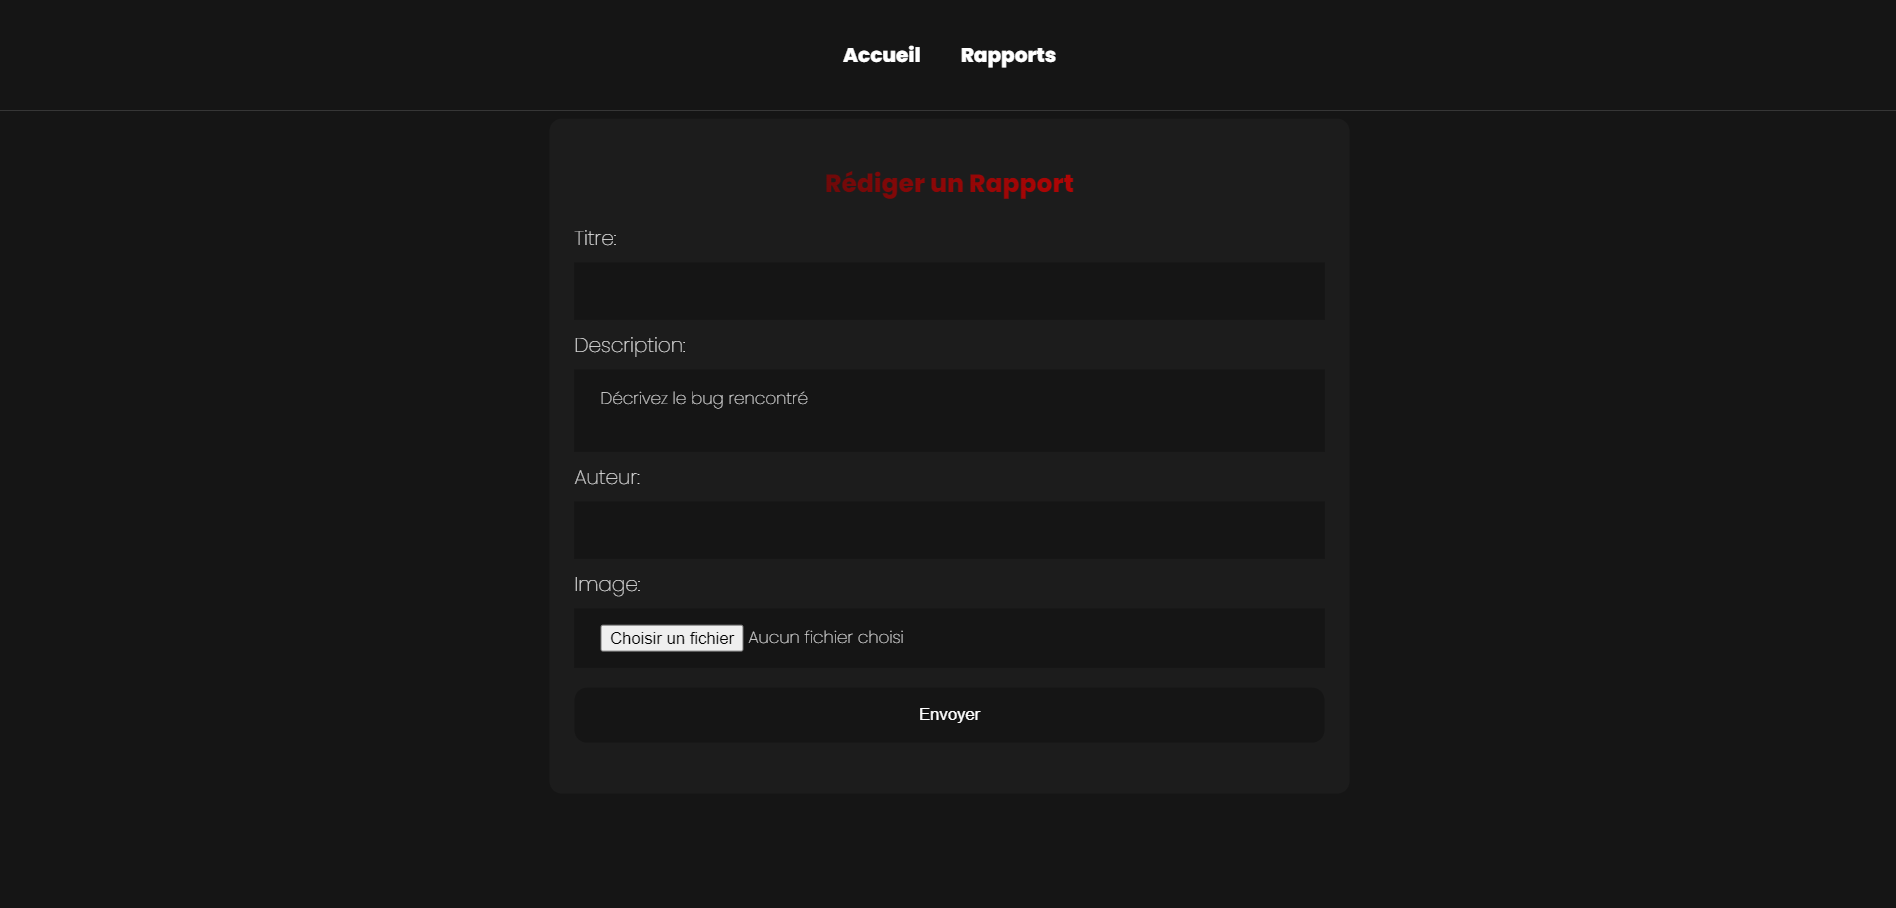 Accueil Rapports
Rédiger un Rapport
Titre:
Description:
Décrivez le bug rencontré
Auteur:
Image:
Choisir un fichier Aucun fichier choisi
Envoyer